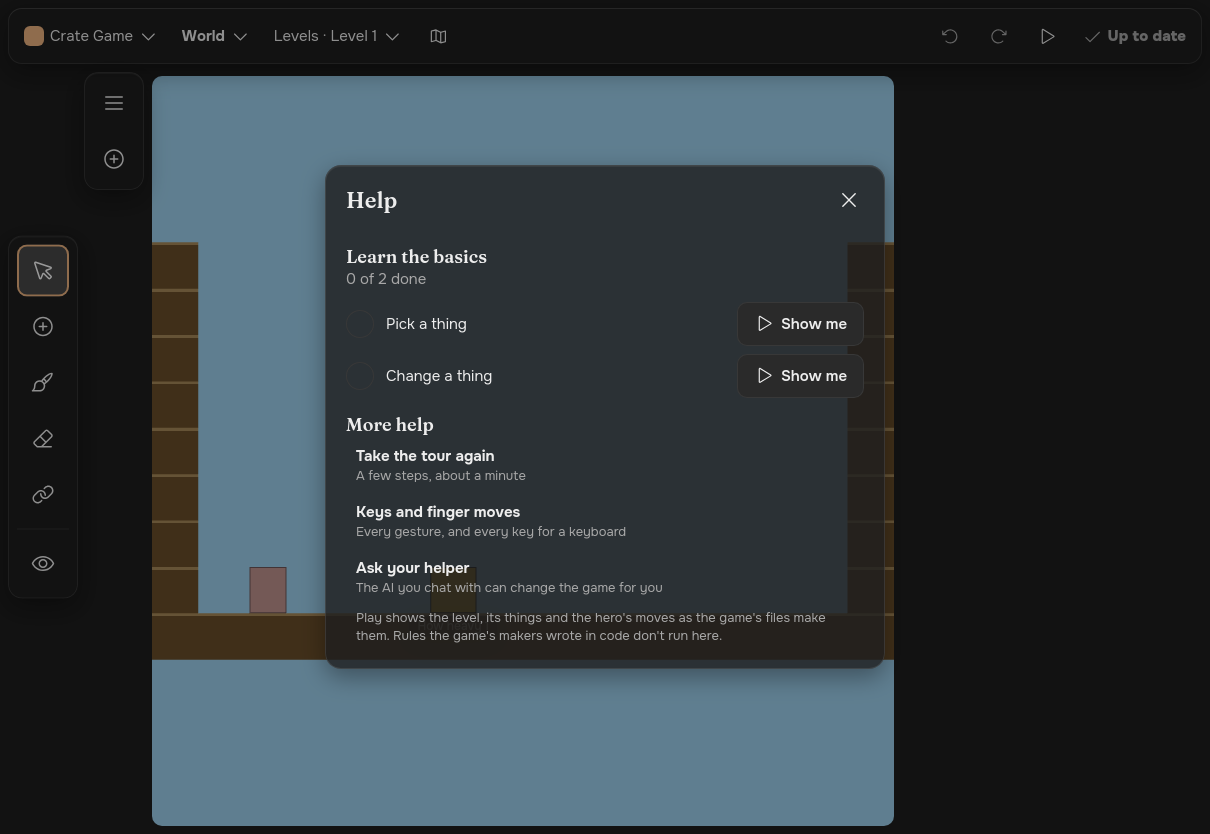 Crate Game
World
Levels · Level 1
Up to date
Help
Learn the basics
0 of 2 done
Pick a thing
Show me
Change a thing
Show me
More help
Take the tour again
A few steps, about a minute
Keys and finger moves
Every gesture, and every key for a keyboard
Ask your helper
The AI you chat with can change the game for you
Play shows the level, its things and the hero's moves as the game's files make
them. Rules the game's makers wrote in code don't run here.